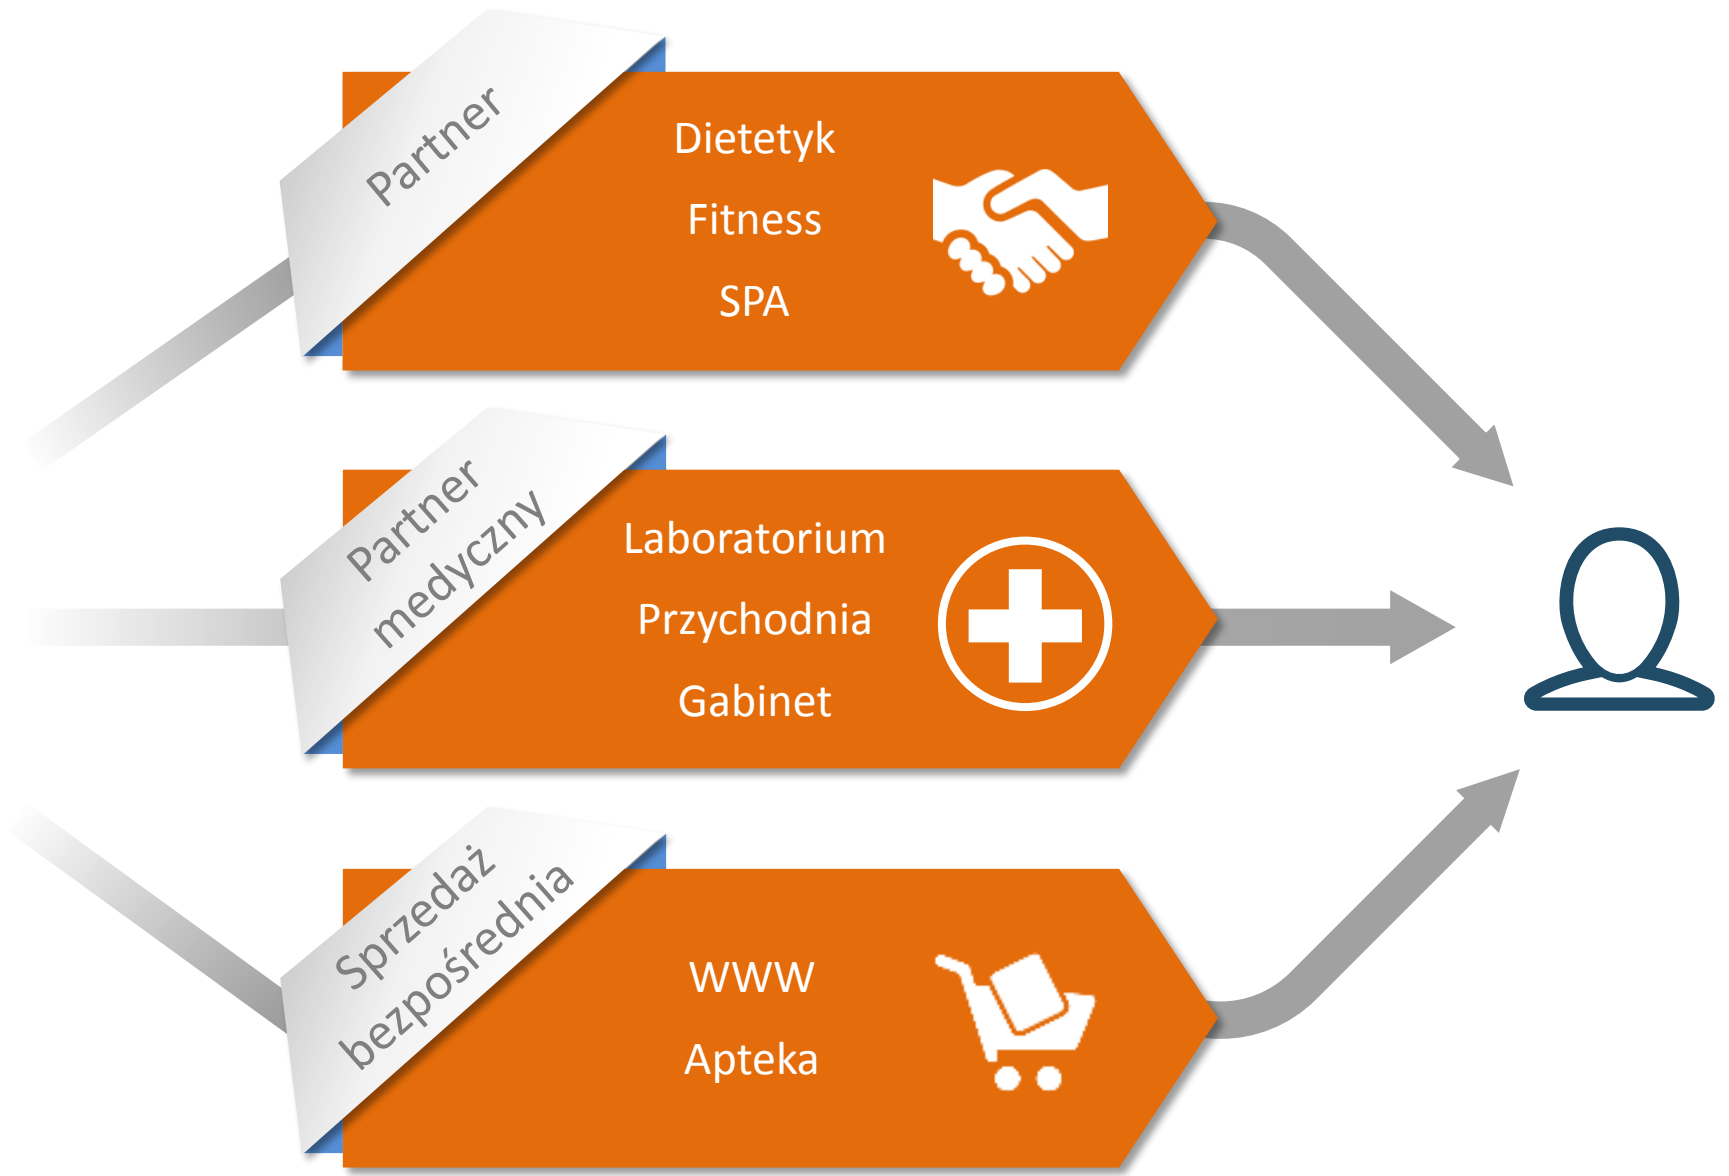 Partner
Dietetyk
Fitness
SPA
Partner
medyczny
Laboratorium
Przychodnia
Gabinet
Sprzedaż
bezpośrednia
WWW
Apteka